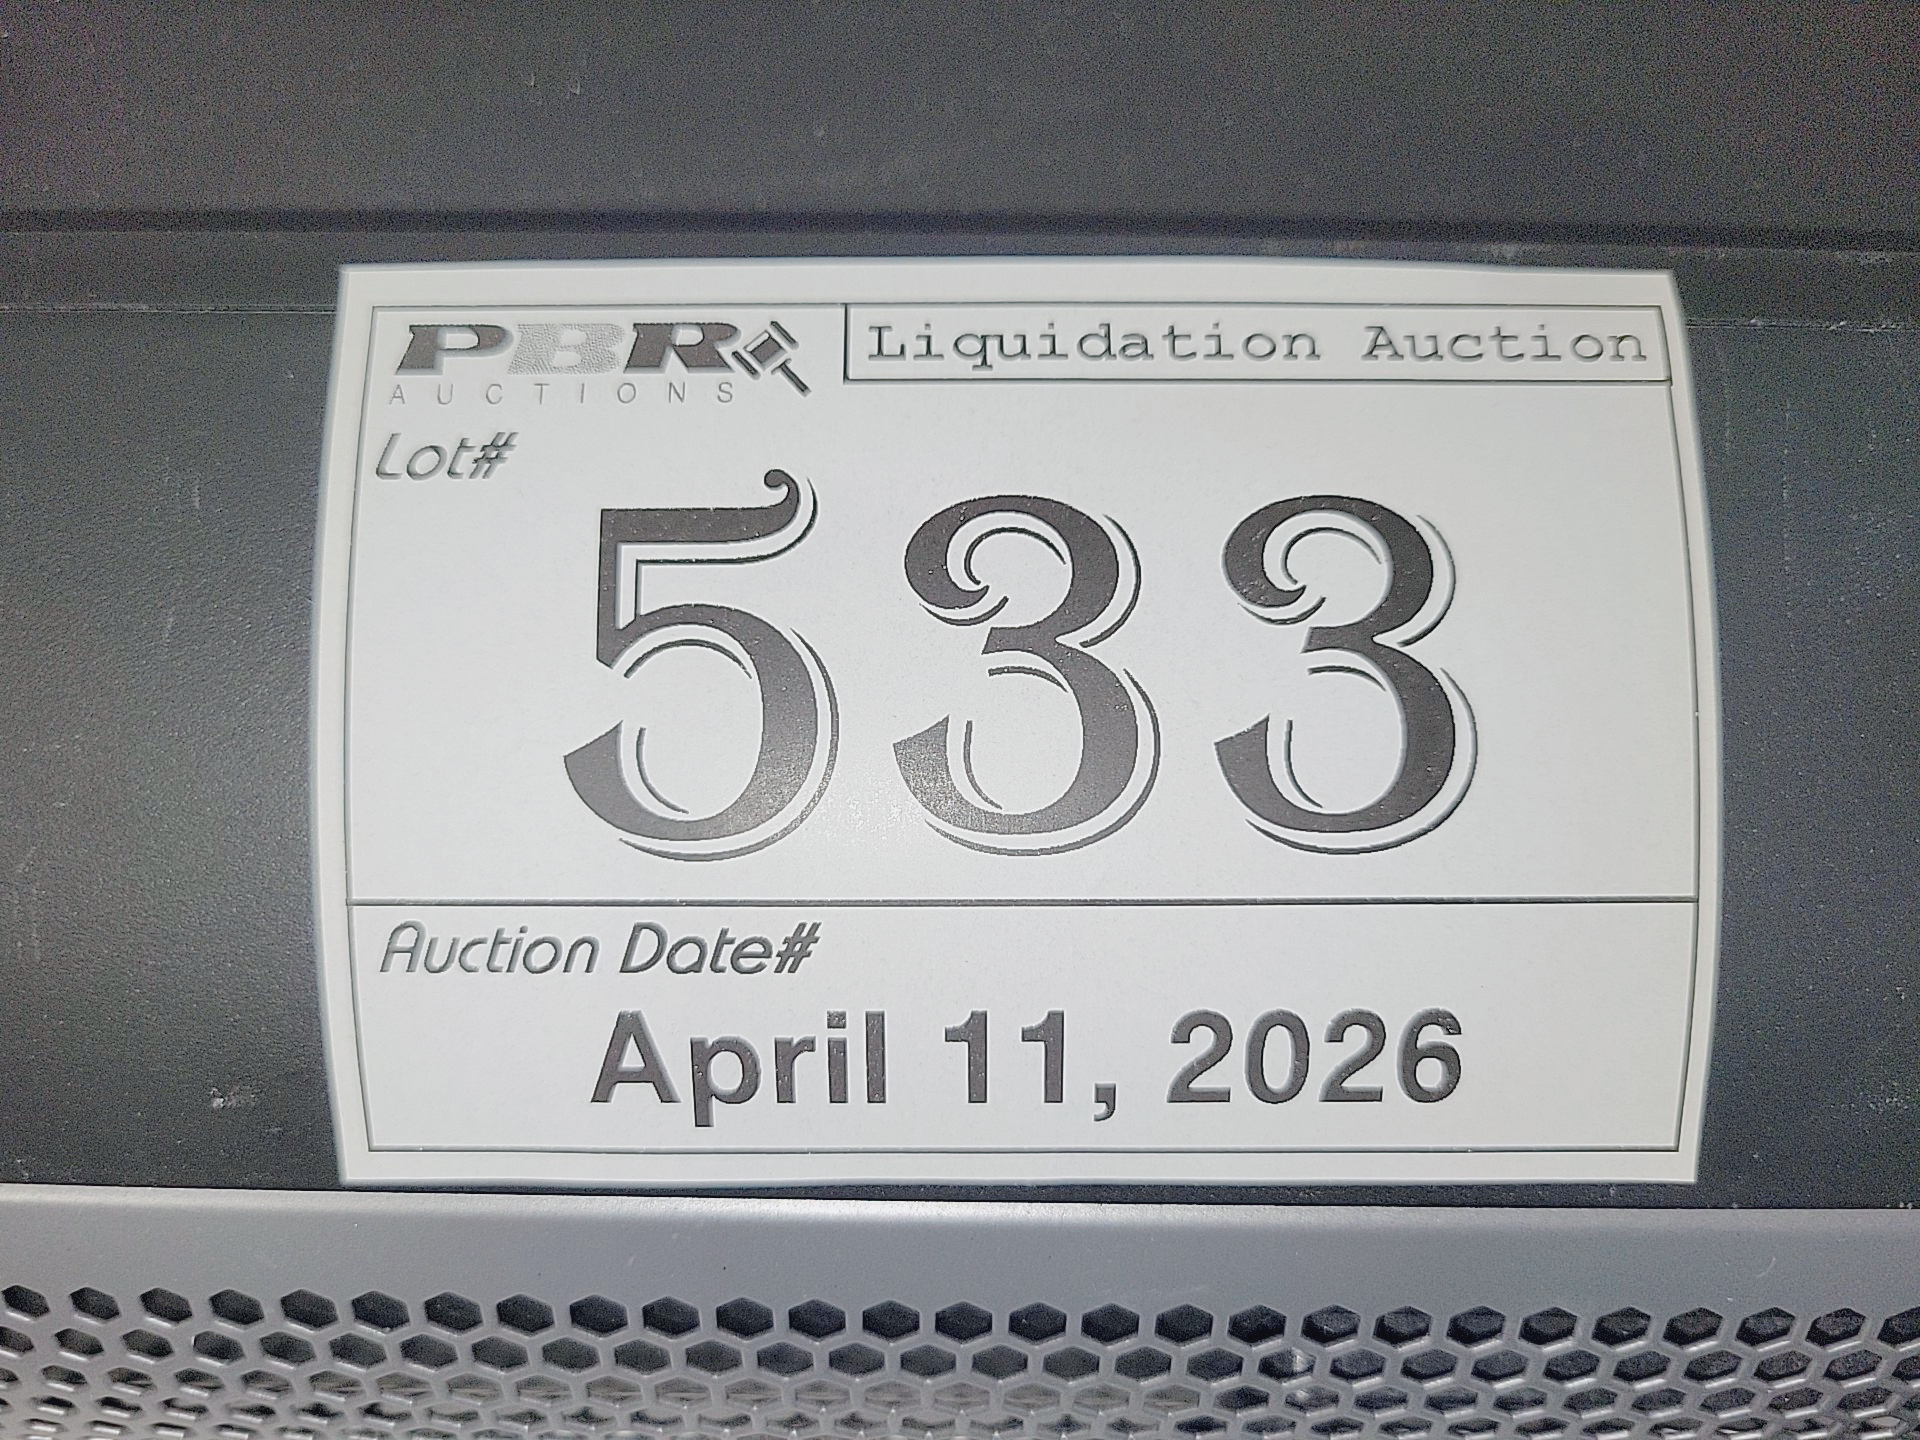 PBR
AUCTIONS
Liquidation Auction
Lot#
533
Auction Date#
April 11, 2026